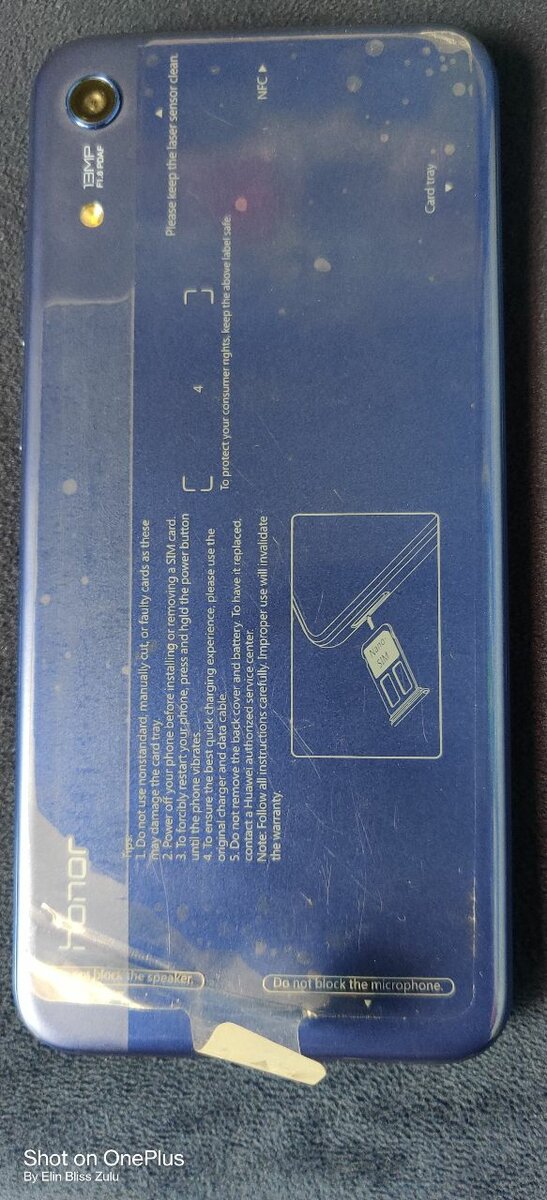 13MP
F1.8 PDAF
Please keep the laser sensor clean.
NFC
Card tray
4
To protect your consumer rights, keep the above label safe.
Tips:
1. Do not use nonstandard, manually cut, or faulty cards as these
may damage the card tray.
2. Power off your phone before installing or removing a SIM card.
3. To forcibly restart your phone, press and hold the power button
until the phone vibrates.
4. To ensure the best quick charging experience, please use the
original charger and data cable.
5. Do not remove the back cover and battery. To have it replaced,
contact a Huawei authorized service center.
Note: Follow all instructions carefully. Improper use will invalidate
the warranty.
Nano-
SIM
honor
not block the speaker.
Do not block the microphone.
Shot on OnePlus
By Elin Bliss Zulu